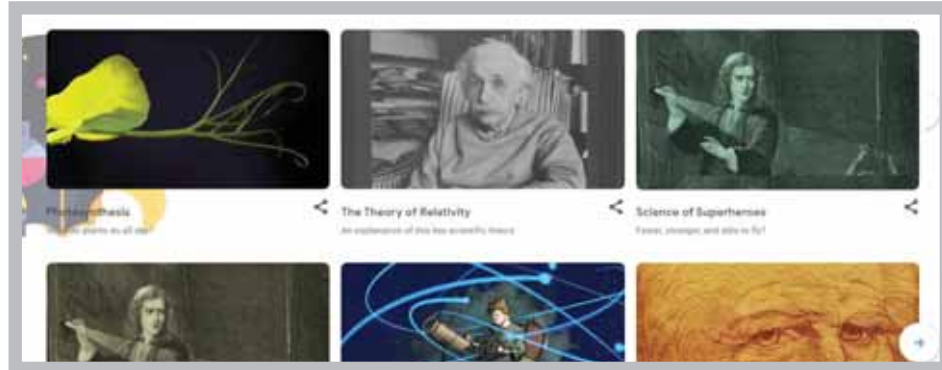 Photosynthesis
The Theory of Relativity
An explanation of this key scientific theory
Science of Superheroes
Faster, stronger, and able to fly?